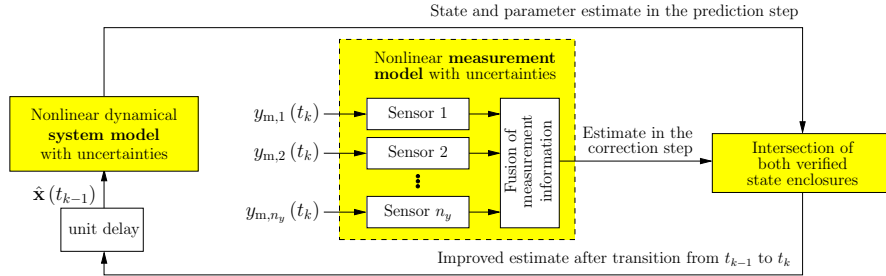 State and parameter estimate in the prediction step
Nonlinear measurement
model with uncertainties
Nonlinear dynamical
system model
with uncertainties
y_{m,1} (t_k)
Sensor 1
y_{m,2} (t_k)
Sensor 2
y_{m,n_y} (t_k)
Sensor n_y
Fusion of
measurement
information
Estimate in the
correction step
Intersection of
both verified
state enclosures
x̂ (t_{k−1})
unit delay
Improved estimate after transition from t_{k−1} to t_k